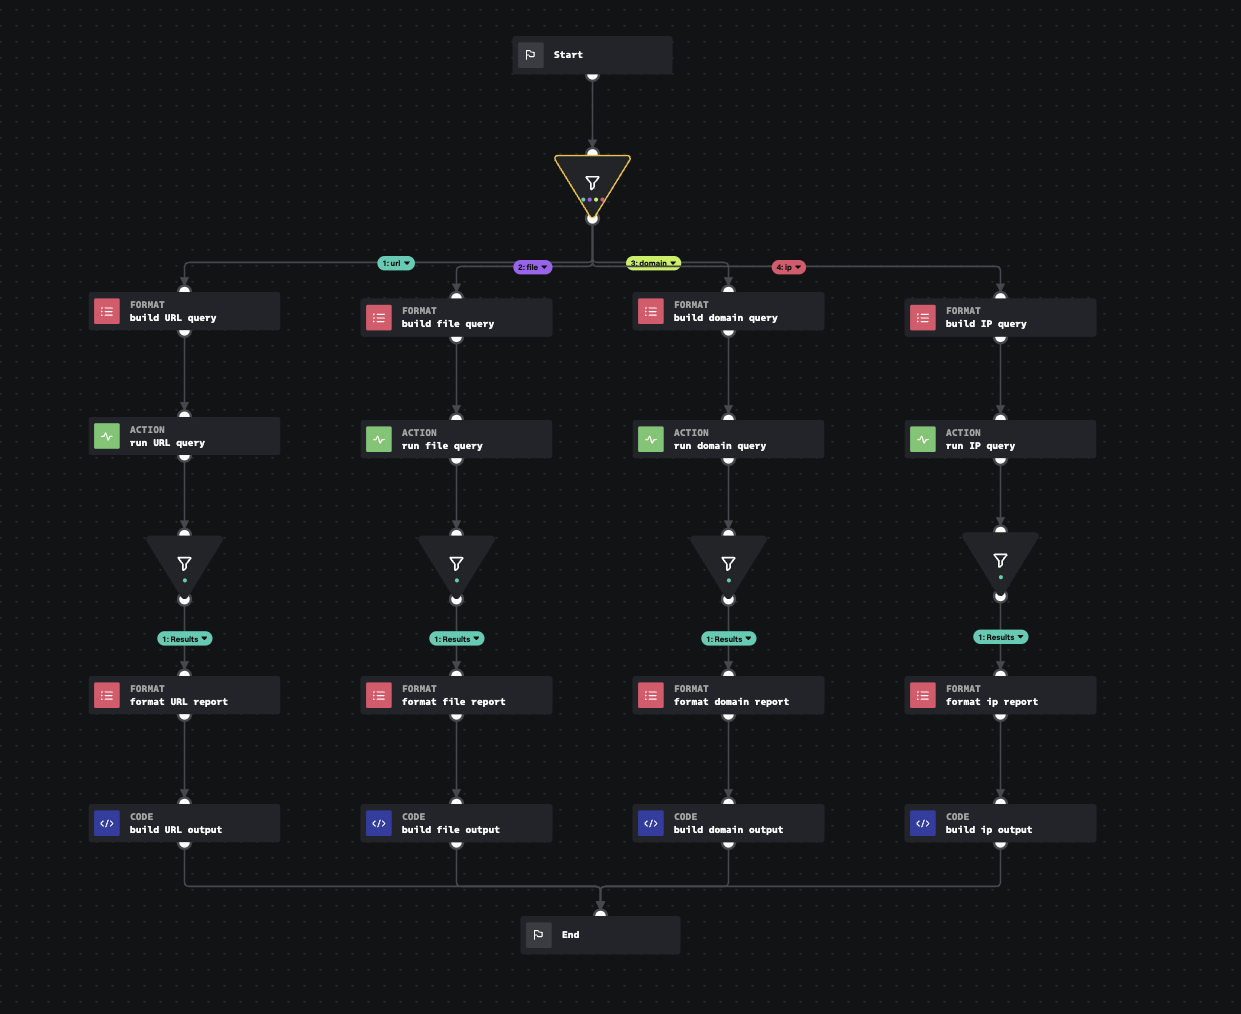 Start
1: url
2: file
3: domain
4: ip
FORMAT
build URL query
FORMAT
build file query
FORMAT
build domain query
FORMAT
build IP query
ACTION
run URL query
ACTION
run file query
ACTION
run domain query
ACTION
run IP query
1: Results
1: Results
1: Results
1: Results
FORMAT
format URL report
FORMAT
format file report
FORMAT
format domain report
FORMAT
format ip report
</>
CODE
build URL output
</>
CODE
build file output
</>
CODE
build domain output
</>
CODE
build ip output
End